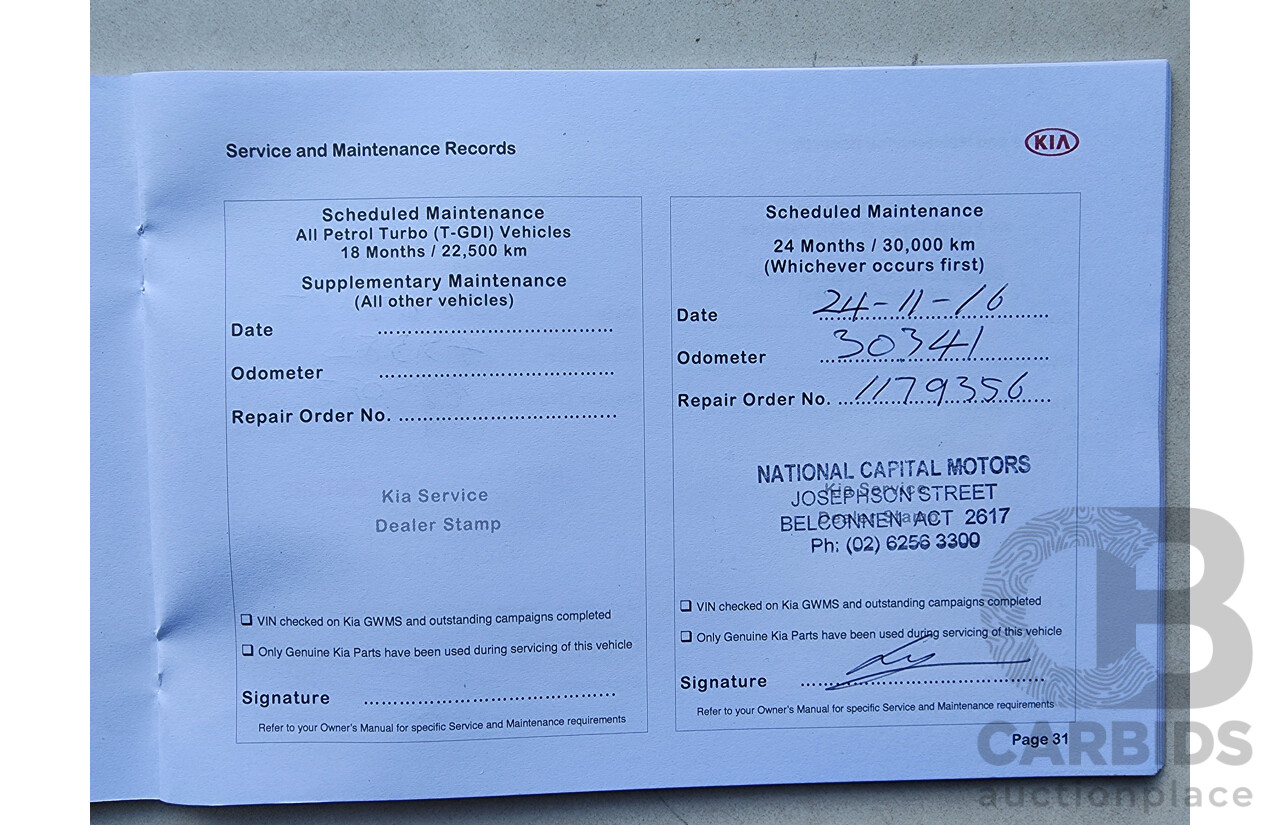 Service and Maintenance Records
KIA
Scheduled Maintenance
All Petrol Turbo (T-GDI) Vehicles
18 Months / 22,500 km
Supplementary Maintenance
(All other vehicles)
Date ........................................
Odometer ........................................
Repair Order No. .....................................
Kia Service
Dealer Stamp
❑ VIN checked on Kia GWMS and outstanding campaigns completed
❑ Only Genuine Kia Parts have been used during servicing of this vehicle
Signature ...........................................
Refer to your Owner's Manual for specific Service and Maintenance requirements
Scheduled Maintenance
24 Months / 30,000 km
(Whichever occurs first)
Date 24-11-16
Odometer 30341
Repair Order No. 1179356
NATIONAL CAPITAL MOTORS
Kia Service
JOSEPHSON STREET
Dealer Stamp
BELCONNEN ACT 2617
Ph: (02) 6256 3300
❑ VIN checked on Kia GWMS and outstanding campaigns completed
❑ Only Genuine Kia Parts have been used during servicing of this vehicle
Signature
Refer to your Owner's Manual for specific Service and Maintenance requirements
Page 31
CB
CARBIDS
auctionplace